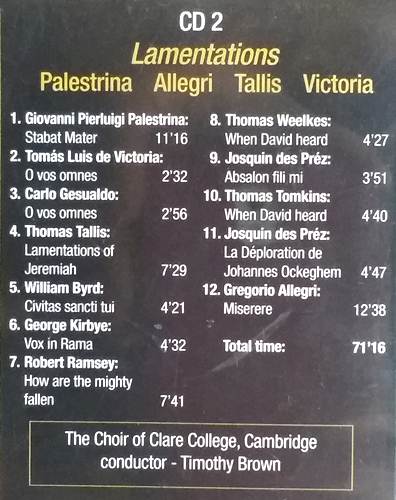 CD 2
Lamentations
Palestrina Allegri Tallis Victoria
1. Giovanni Pierluigi Palestrina:
Stabat Mater 11'16
2. Tomás Luis de Victoria:
O vos omnes 2'32
3. Carlo Gesualdo:
O vos omnes 2'56
4. Thomas Tallis:
Lamentations of
Jeremiah 7'29
5. William Byrd:
Civitas sancti tui 4'21
6. George Kirbye:
Vox in Rama 4'32
7. Robert Ramsey:
How are the mighty
fallen 7'41
8. Thomas Weelkes:
When David heard 4'27
9. Josquin des Préz:
Absalon fili mi 3'51
10. Thomas Tomkins:
When David heard 4'40
11. Josquin des Préz:
La Déploration de
Johannes Ockeghem 4'47
12. Gregorio Allegri:
Miserere 12'38
Total time: 71'16
The Choir of Clare College, Cambridge
conductor - Timothy Brown